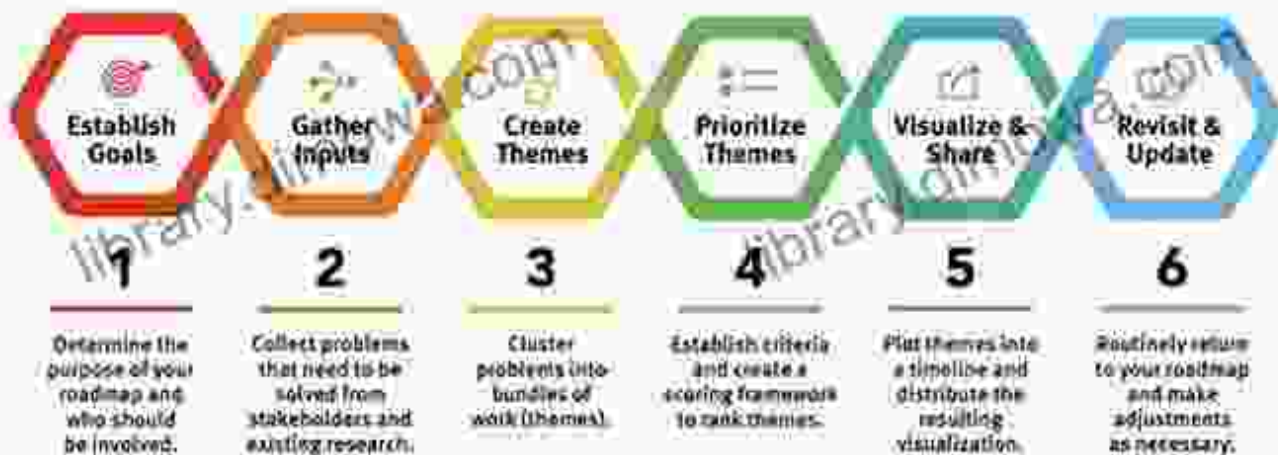 Establish
Goals
Gather
Inputs
Create
Themes
Prioritize
Themes
Visualize &
Share
Revisit &
Update
1
2
3
4
5
6
Determine the
purpose of your
roadmap and
who should
be involved.
Collect problems
that need to be
solved from
stakeholders and
existing research.
Cluster
problems into
bundles of
work (themes).
Establish criteria
and create a
scoring framework
to rank themes.
Plot themes into
a timeline and
distribute the
resulting
visualization.
Routinely return
to your roadmap
and make
adjustments
as necessary.